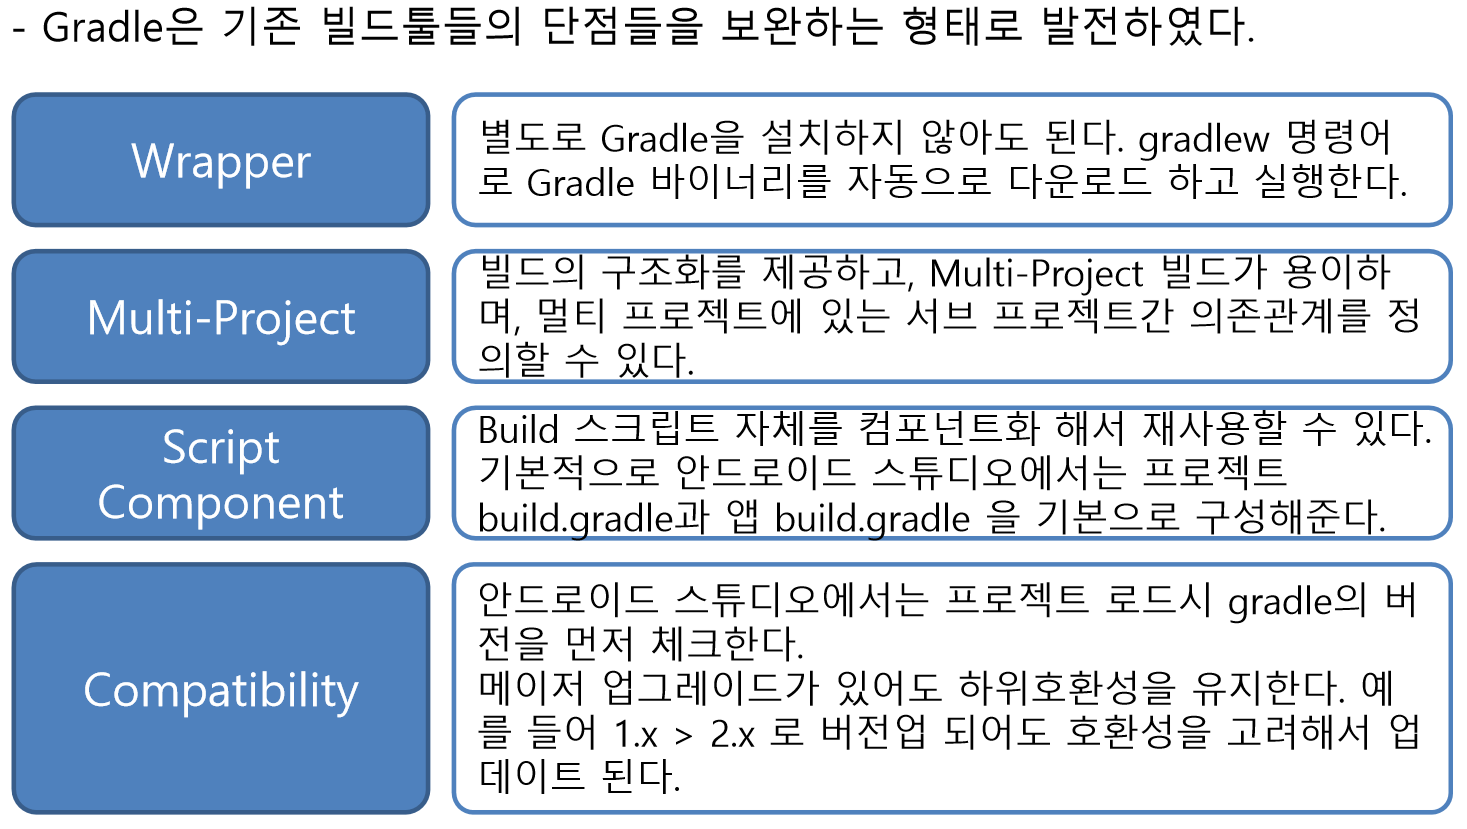 - Gradle은 기존 빌드툴들의 단점들을 보완하는 형태로 발전하였다.
Wrapper
별도로 Gradle을 설치하지 않아도 된다. gradlew 명령어
로 Gradle 바이너리를 자동으로 다운로드 하고 실행한다.
Multi-Project
빌드의 구조화를 제공하고, Multi-Project 빌드가 용이하
며, 멀티 프로젝트에 있는 서브 프로젝트간 의존관계를 정
의할 수 있다.
Script
Component
Build 스크립트 자체를 컴포넌트화 해서 재사용할 수 있다.
기본적으로 안드로이드 스튜디오에서는 프로젝트
build.gradle과 앱 build.gradle 을 기본으로 구성해준다.
Compatibility
안드로이드 스튜디오에서는 프로젝트 로드시 gradle의 버
전을 먼저 체크한다.
메이저 업그레이드가 있어도 하위호환성을 유지한다. 예
를 들어 1.x > 2.x 로 버전업 되어도 호환성을 고려해서 업
데이트 된다.